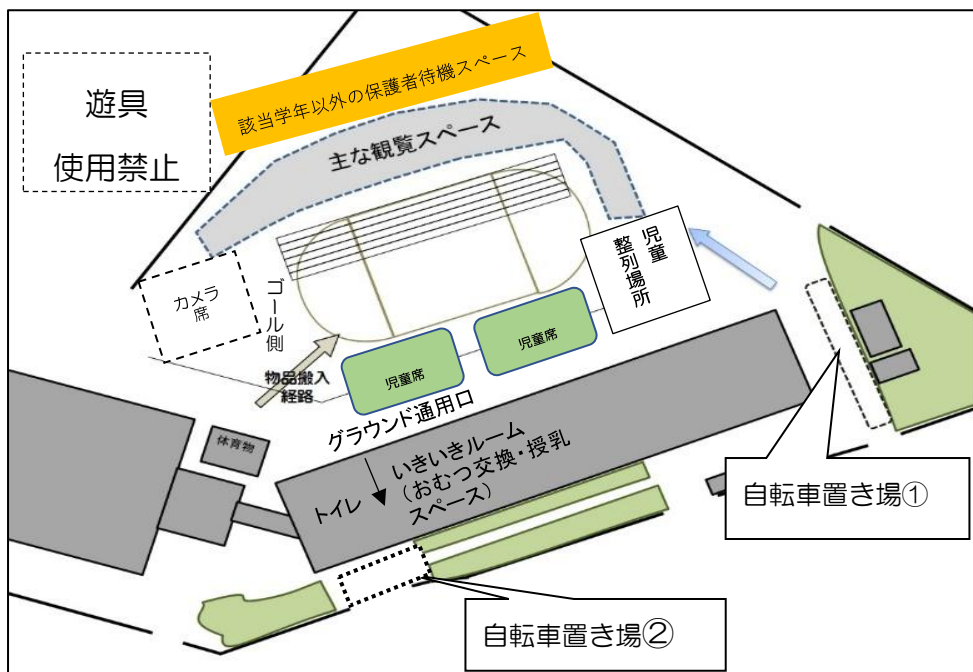 遊具
使用禁止
該当学年以外の保護者待機スペース
主な観覧スペース
カメラ
席
ゴール側
児童
整列場所
児童席
児童席
物品搬入
経路
グラウンド通用口
体育物
トイレ
いきいきルーム
（おむつ交換・授乳
スペース）
自転車置き場①
自転車置き場②